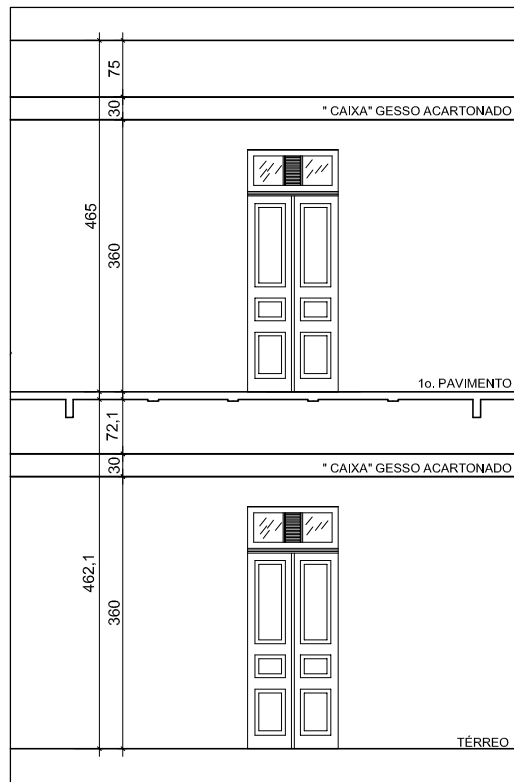 75
30
" CAIXA" GESSO ACARTONADO
465
360
1o. PAVIMENTO
72,1
30
" CAIXA" GESSO ACARTONADO
462,1
360
TÉRREO